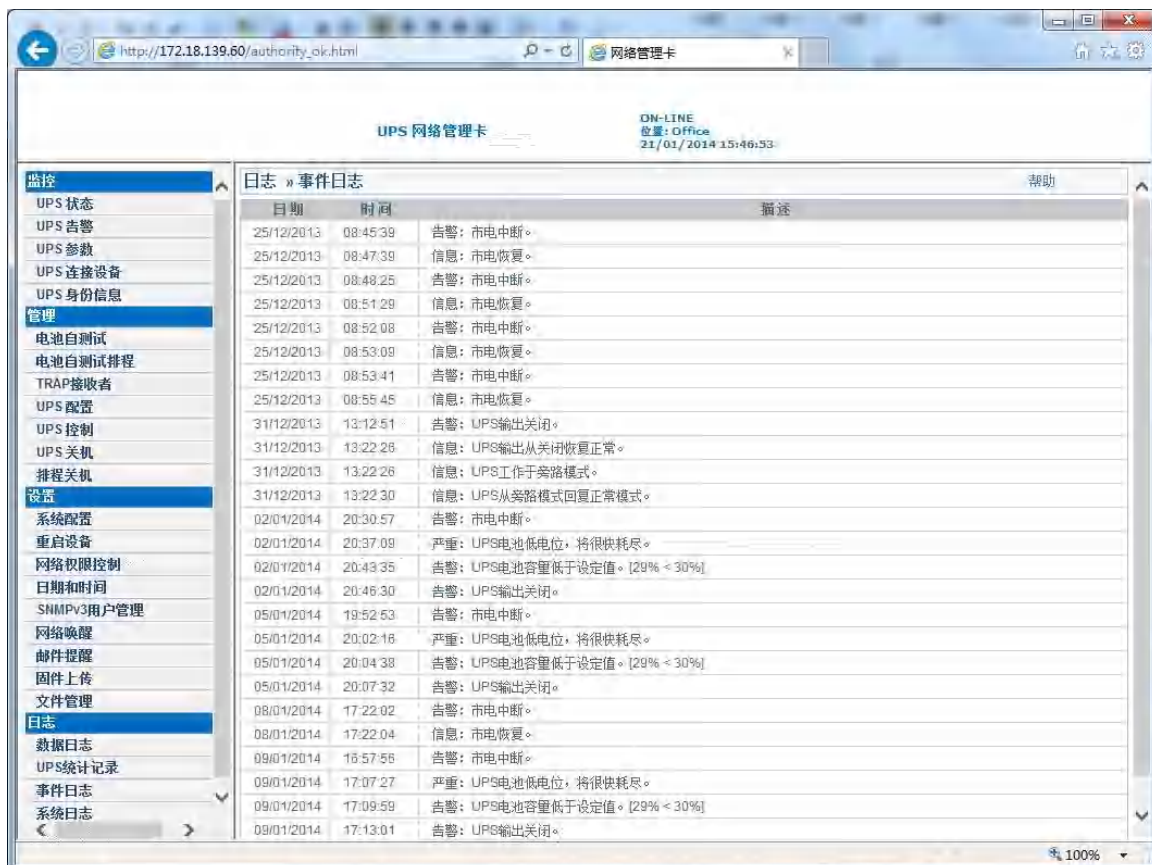 http://172.18.139.60/authority_ok.html
网络管理卡
UPS 网络管理卡
ON-LINE
位置: Office
21/01/2014 15:46:53
监控
UPS 状态
UPS 告警
UPS 参数
UPS 连接设备
UPS 身份信息
管理
电池自测试
电池自测试排程
TRAP接收者
UPS 配置
UPS 控制
UPS 关机
排程关机
设置
系统配置
重启设备
网络权限控制
日期和时间
SNMPv3用户管理
网络唤醒
邮件提醒
固件上传
文件管理
日志
数据日志
UPS统计记录
事件日志
系统日志
日志 » 事件日志 帮助
日期 时间 描述
25/12/2013 08:45:39 告警：市电中断。
25/12/2013 08:47:39 信息：市电恢复。
25/12/2013 08:48:25 告警：市电中断。
25/12/2013 08:51:29 信息：市电恢复。
25/12/2013 08:52:08 告警：市电中断。
25/12/2013 08:53:09 信息：市电恢复。
25/12/2013 08:53:41 告警：市电中断。
25/12/2013 08:55:45 信息：市电恢复。
31/12/2013 13:12:51 告警：UPS输出关闭。
31/12/2013 13:22:26 信息：UPS输出从关闭恢复正常。
31/12/2013 13:22:26 信息：UPS工作于旁路模式。
31/12/2013 13:22:30 信息：UPS从旁路模式回复正常模式。
02/01/2014 20:30:57 告警：市电中断。
02/01/2014 20:37:09 严重：UPS电池低电位，将很快耗尽。
02/01/2014 20:43:35 告警：UPS电池容量低于设定值。[29% < 30%]
02/01/2014 20:46:30 告警：UPS输出关闭。
05/01/2014 19:52:53 告警：市电中断。
05/01/2014 20:02:16 严重：UPS电池低电位，将很快耗尽。
05/01/2014 20:04:38 告警：UPS电池容量低于设定值。[29% < 30%]
05/01/2014 20:07:32 告警：UPS输出关闭。
08/01/2014 17:22:02 告警：市电中断。
08/01/2014 17:22:04 信息：市电恢复。
09/01/2014 16:57:56 告警：市电中断。
09/01/2014 17:07:27 严重：UPS电池低电位，将很快耗尽。
09/01/2014 17:09:59 告警：UPS电池容量低于设定值。[29% < 30%]
09/01/2014 17:13:01 告警：UPS输出关闭。
100%